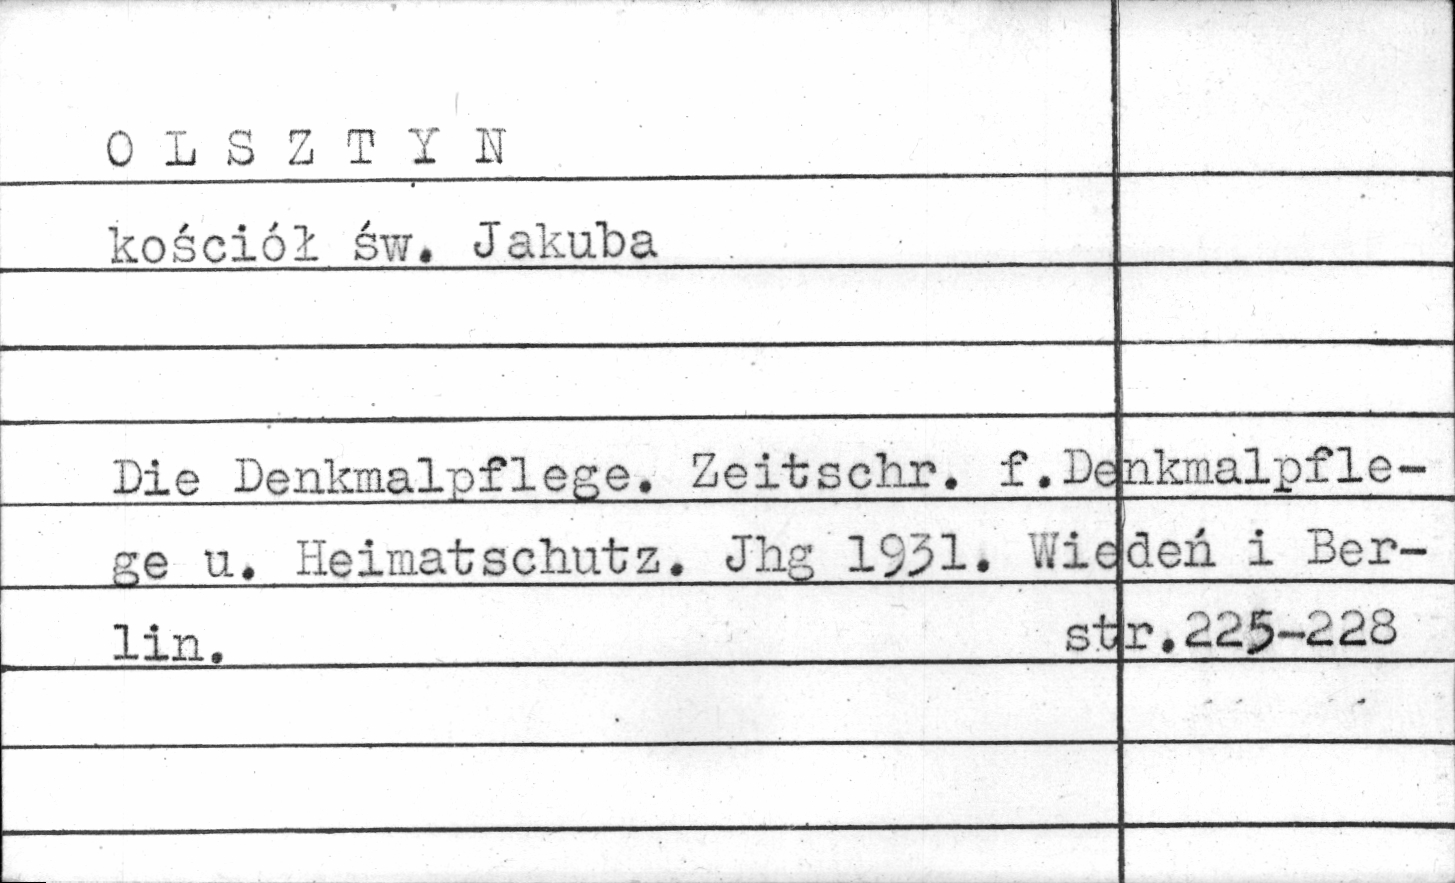 O L S Z T Y N
kościół św. Jakuba
Die Denkmalpflege. Zeitschr. f.Denkmalpfle-
ge u. Heimatschutz. Jhg 1931. Wiedeń i Ber-
lin. str.225-228